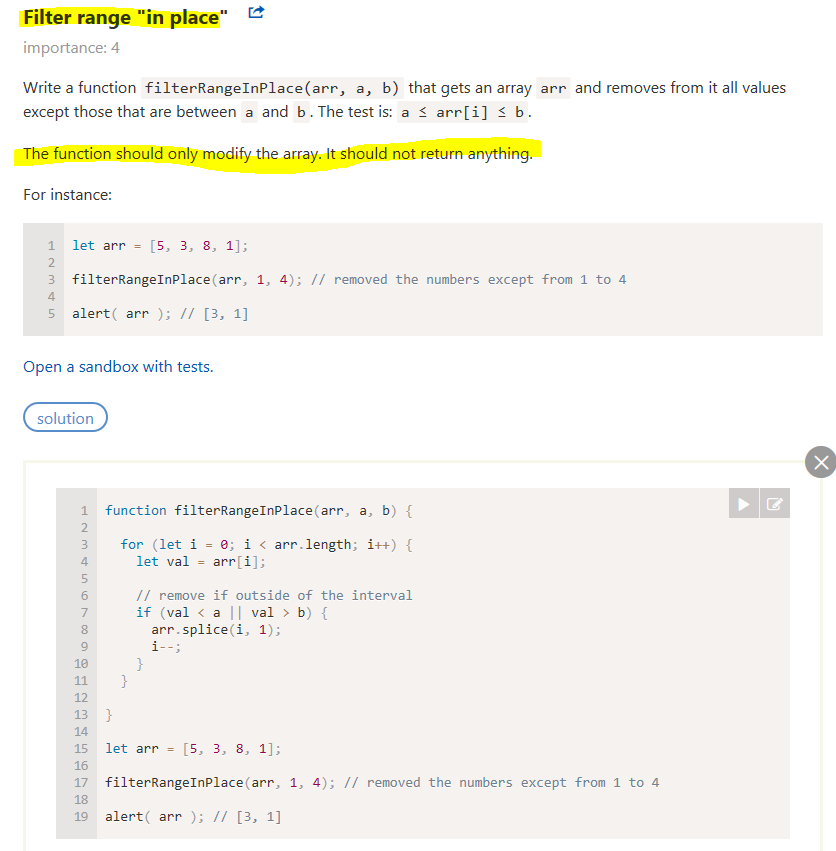 Filter range "in place"
importance: 4
Write a function filterRangeInPlace(arr, a, b) that gets an array arr and removes from it all values
except those that are between a and b. The test is: a ≤ arr[i] ≤ b.
The function should only modify the array. It should not return anything.
For instance:
1 let arr = [5, 3, 8, 1];
2
3 filterRangeInPlace(arr, 1, 4); // removed the numbers except from 1 to 4
4
5 alert( arr ); // [3, 1]
Open a sandbox with tests.
solution
1 function filterRangeInPlace(arr, a, b) {
2
3 for (let i = 0; i < arr.length; i++) {
4 let val = arr[i];
5
6 // remove if outside of the interval
7 if (val < a || val > b) {
8 arr.splice(i, 1);
9 i--;
10 }
11 }
12
13 }
14
15 let arr = [5, 3, 8, 1];
16
17 filterRangeInPlace(arr, 1, 4); // removed the numbers except from 1 to 4
18
19 alert( arr ); // [3, 1]